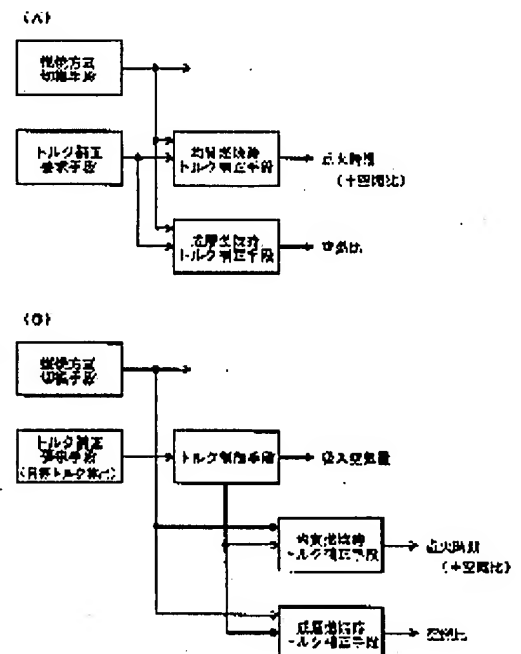 (A)
燃焼方式
切換手段
トルク補正
要求手段
均質燃焼時
トルク補正手段
点火時期
(+空燃比)
成層燃焼時
トルク補正手段
空燃比
(B)
燃焼方式
切換手段
トルク補正
要求手段
(目標トルク算出)
トルク制御手段
吸入空気量
均質燃焼時
トルク補正手段
点火時期
(+空燃比)
成層燃焼時
トルク補正手段
空燃比